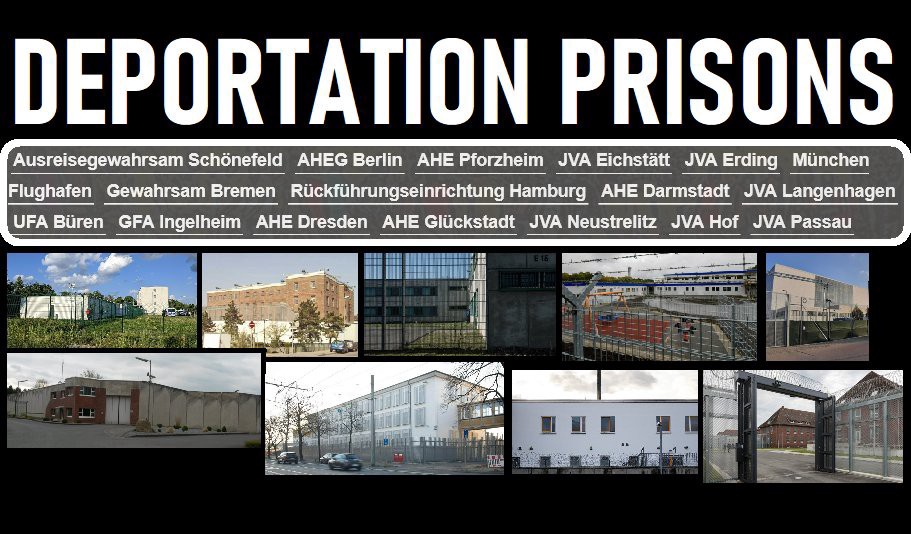 DEPORTATION PRISONS
Ausreisegewahrsam Schönefeld AHEG Berlin AHE Pforzheim JVA Eichstätt JVA Erding München
Flughafen Gewahrsam Bremen Rückführungseinrichtung Hamburg AHE Darmstadt JVA Langenhagen
UFA Büren GFA Ingelheim AHE Dresden AHE Glückstadt JVA Neustrelitz JVA Hof JVA Passau